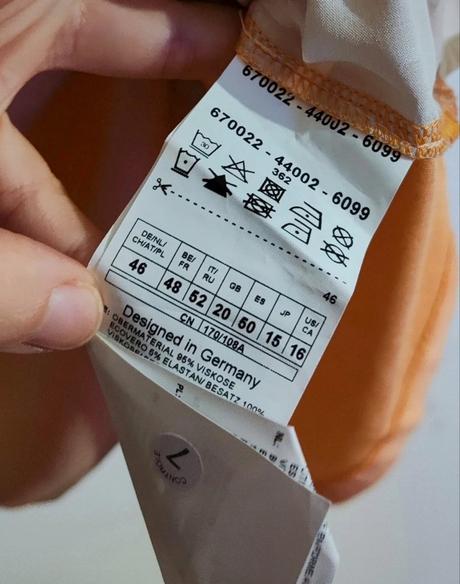 670022 - 44002 - 6099
670022 - 44002 - 6099
30
362
46
DE/NL/ CH/AT/PL
BE/ FR
IT/ RU
GB
ES
JP
US/ CA
46 48 52 20 50 15 16
CN 170/108A
Designed in Germany
OBERMATERIAL 95% VISKOSE
ECOVERO 5% ELASTAN/ BESATZ 100%
7